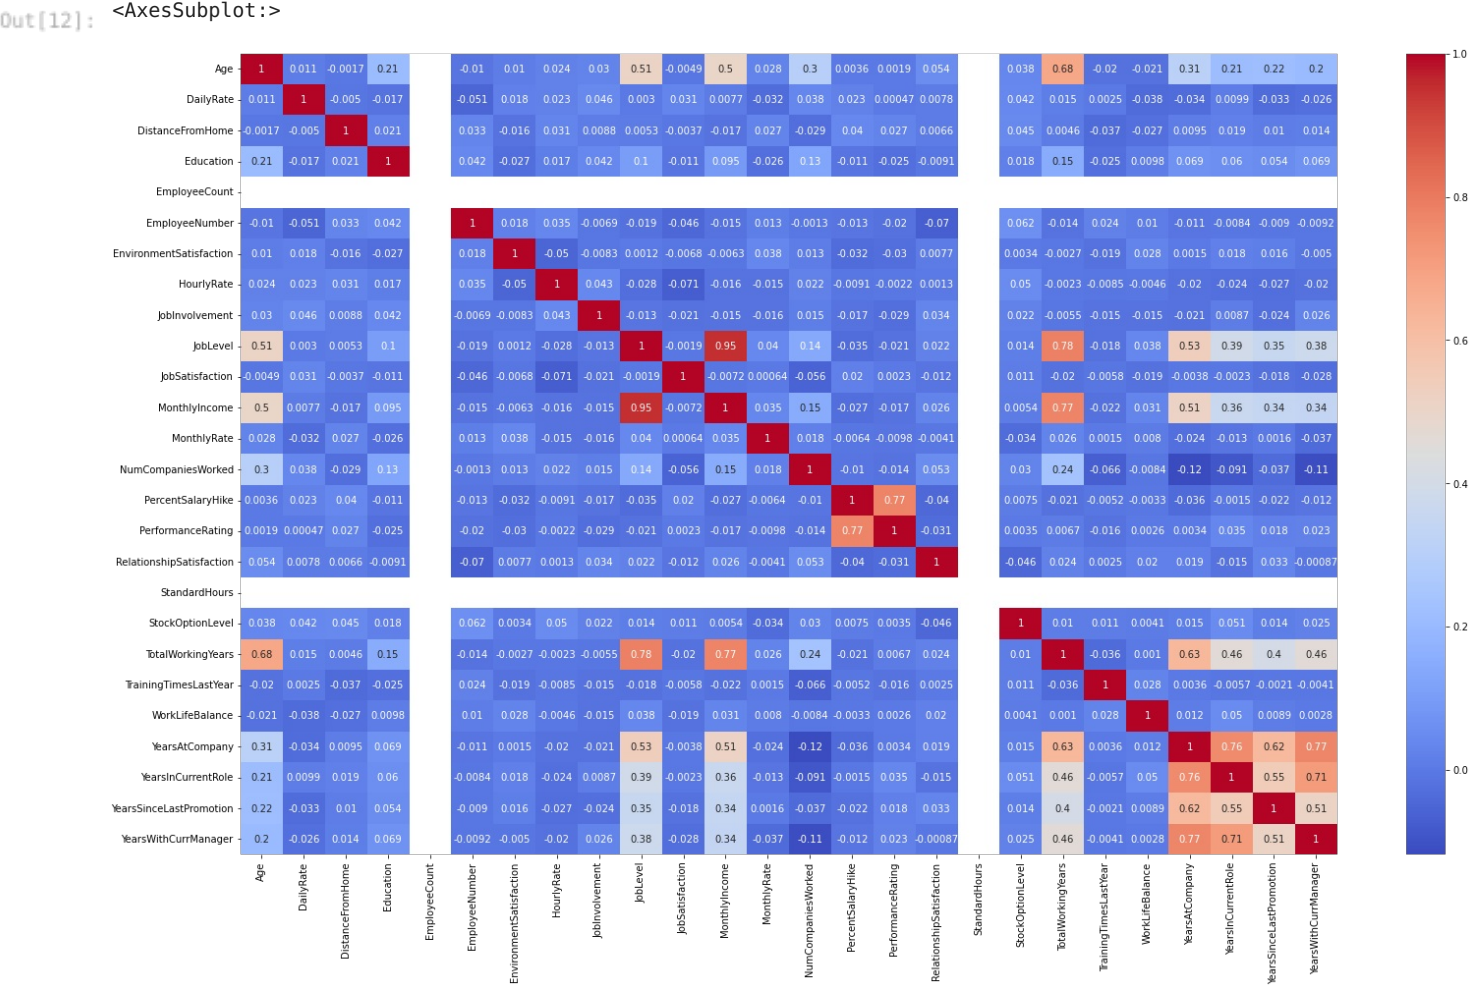 Out[12]: <AxesSubplot:>
Age 1 0.011 -0.0017 0.21 -0.01 0.01 0.024 0.03 0.51 -0.0049 0.5 0.028 0.3 0.0036 0.0019 0.054 0.038 0.68 -0.02 -0.021 0.31 0.21 0.22 0.2
DailyRate 0.011 1 -0.005 -0.017 -0.051 0.018 0.023 0.046 0.003 0.031 0.0077 -0.032 0.038 0.023 0.00047 0.0078 0.042 0.015 0.0025 -0.038 -0.034 0.0099 -0.033 -0.026
DistanceFromHome -0.0017 -0.005 1 0.021 0.033 -0.016 0.031 0.0088 0.0053 -0.0037 -0.017 0.027 -0.029 0.04 0.027 0.0066 0.045 0.0046 -0.037 -0.027 0.0095 0.019 0.01 0.014
Education 0.21 -0.017 0.021 1 0.042 -0.027 0.017 0.042 0.1 -0.011 0.095 -0.026 0.13 -0.011 -0.025 -0.0091 0.018 0.15 -0.025 0.0098 0.069 0.06 0.054 0.069
EmployeeCount
EmployeeNumber -0.01 -0.051 0.033 0.042 1 0.018 0.035 -0.0069 -0.019 -0.046 -0.015 0.013 -0.0013 -0.013 -0.02 -0.07 0.062 -0.014 0.024 0.01 -0.011 -0.0084 -0.009 -0.0092
EnvironmentSatisfaction 0.01 0.018 -0.016 -0.027 0.018 1 -0.05 -0.0083 0.0012 -0.0068 -0.0063 0.038 0.013 -0.032 -0.03 0.0077 0.0034 -0.0027 -0.019 0.028 0.0015 0.018 0.016 -0.005
HourlyRate 0.024 0.023 0.031 0.017 0.035 -0.05 1 0.043 -0.028 -0.071 -0.016 -0.015 0.022 -0.0091 -0.0022 0.0013 0.05 -0.0023 -0.0085 -0.0046 -0.02 -0.024 -0.027 -0.02
JobInvolvement 0.03 0.046 0.0088 0.042 -0.0069 -0.0083 0.043 1 -0.013 -0.021 -0.015 -0.016 0.015 -0.017 -0.029 0.034 0.022 -0.0055 -0.015 -0.015 -0.021 0.0087 -0.024 0.026
JobLevel 0.51 0.003 0.0053 0.1 -0.019 0.0012 -0.028 -0.013 1 -0.0019 0.95 0.04 0.14 -0.035 -0.021 0.022 0.014 0.78 -0.018 0.038 0.53 0.39 0.35 0.38
JobSatisfaction -0.0049 0.031 -0.0037 -0.011 -0.046 -0.0068 -0.071 -0.021 -0.0019 1 -0.0072 0.00064 -0.056 0.02 0.0023 -0.012 0.011 -0.02 -0.0058 -0.019 -0.0038 -0.0023 -0.018 -0.028
MonthlyIncome 0.5 0.0077 -0.017 0.095 -0.015 -0.0063 -0.016 -0.015 0.95 -0.0072 1 0.035 0.15 -0.027 -0.017 0.026 0.0054 0.77 -0.022 0.031 0.51 0.36 0.34 0.34
MonthlyRate 0.028 -0.032 0.027 -0.026 0.013 0.038 -0.015 -0.016 0.04 0.00064 0.035 1 0.018 -0.0064 -0.0098 -0.0041 -0.034 0.026 0.0015 0.008 -0.024 -0.013 0.0016 -0.037
NumCompaniesWorked 0.3 0.038 -0.029 0.13 -0.0013 0.013 0.022 0.015 0.14 -0.056 0.15 0.018 1 -0.01 -0.014 0.053 0.03 0.24 -0.066 -0.0084 -0.12 -0.091 -0.037 -0.11
PercentSalaryHike 0.0036 0.023 0.04 -0.011 -0.013 -0.032 -0.0091 -0.017 -0.035 0.02 -0.027 -0.0064 -0.01 1 0.77 -0.04 0.0075 -0.021 -0.0052 -0.0033 -0.036 -0.0015 -0.022 -0.012
PerformanceRating 0.0019 0.00047 0.027 -0.025 -0.02 -0.03 -0.0022 -0.029 -0.021 0.0023 -0.017 -0.0098 -0.014 0.77 1 -0.031 0.0035 0.0067 -0.016 0.0026 0.0034 0.035 0.018 0.023
RelationshipSatisfaction 0.054 0.0078 0.0066 -0.0091 -0.07 0.0077 0.0013 0.034 0.022 -0.012 0.026 -0.0041 0.053 -0.04 -0.031 1 -0.046 0.024 0.0025 0.02 0.019 -0.015 0.033 -0.00087
StandardHours
StockOptionLevel 0.038 0.042 0.045 0.018 0.062 0.0034 0.05 0.022 0.014 0.011 0.0054 -0.034 0.03 0.0075 0.0035 -0.046 1 0.01 0.011 0.0041 0.015 0.051 0.014 0.025
TotalWorkingYears 0.68 0.015 0.0046 0.15 -0.014 -0.0027 -0.0023 -0.0055 0.78 -0.02 0.77 0.026 0.24 -0.021 0.0067 0.024 0.01 1 -0.036 0.001 0.63 0.46 0.4 0.46
TrainingTimesLastYear -0.02 0.0025 -0.037 -0.025 0.024 -0.019 -0.0085 -0.015 -0.018 -0.0058 -0.022 0.0015 -0.066 -0.0052 -0.016 0.0025 0.011 -0.036 1 0.028 0.0036 -0.0057 -0.0021 -0.0041
WorkLifeBalance -0.021 -0.038 -0.027 0.0098 0.01 0.028 -0.0046 -0.015 0.038 -0.019 0.031 0.008 -0.0084 -0.0033 0.0026 0.02 0.0041 0.001 0.028 1 0.012 0.05 0.0089 0.0028
YearsAtCompany 0.31 -0.034 0.0095 0.069 -0.011 0.0015 -0.02 -0.021 0.53 -0.0038 0.51 -0.024 -0.12 -0.036 0.0034 0.019 0.015 0.63 0.0036 0.012 1 0.76 0.62 0.77
YearsInCurrentRole 0.21 0.0099 0.019 0.06 -0.0084 0.018 -0.024 0.0087 0.39 -0.0023 0.36 -0.013 -0.091 -0.0015 0.035 -0.015 0.051 0.46 -0.0057 0.05 0.76 1 0.55 0.71
YearsSinceLastPromotion 0.22 -0.033 0.01 0.054 -0.009 0.016 -0.027 -0.024 0.35 -0.018 0.34 0.0016 -0.037 -0.022 0.018 0.033 0.014 0.4 -0.0021 0.0089 0.62 0.55 1 0.51
YearsWithCurrManager 0.2 -0.026 0.014 0.069 -0.0092 -0.005 -0.02 0.026 0.38 -0.028 0.34 -0.037 -0.11 -0.012 0.023 -0.00087 0.025 0.46 -0.0041 0.0028 0.77 0.71 0.51 1
Age
DailyRate
DistanceFromHome
Education
EmployeeCount
EmployeeNumber
EnvironmentSatisfaction
HourlyRate
JobInvolvement
JobLevel
JobSatisfaction
MonthlyIncome
MonthlyRate
NumCompaniesWorked
PercentSalaryHike
PerformanceRating
RelationshipSatisfaction
StandardHours
StockOptionLevel
TotalWorkingYears
TrainingTimesLastYear
WorkLifeBalance
YearsAtCompany
YearsInCurrentRole
YearsSinceLastPromotion
YearsWithCurrManager
1.0
0.8
0.6
0.4
0.2
0.0